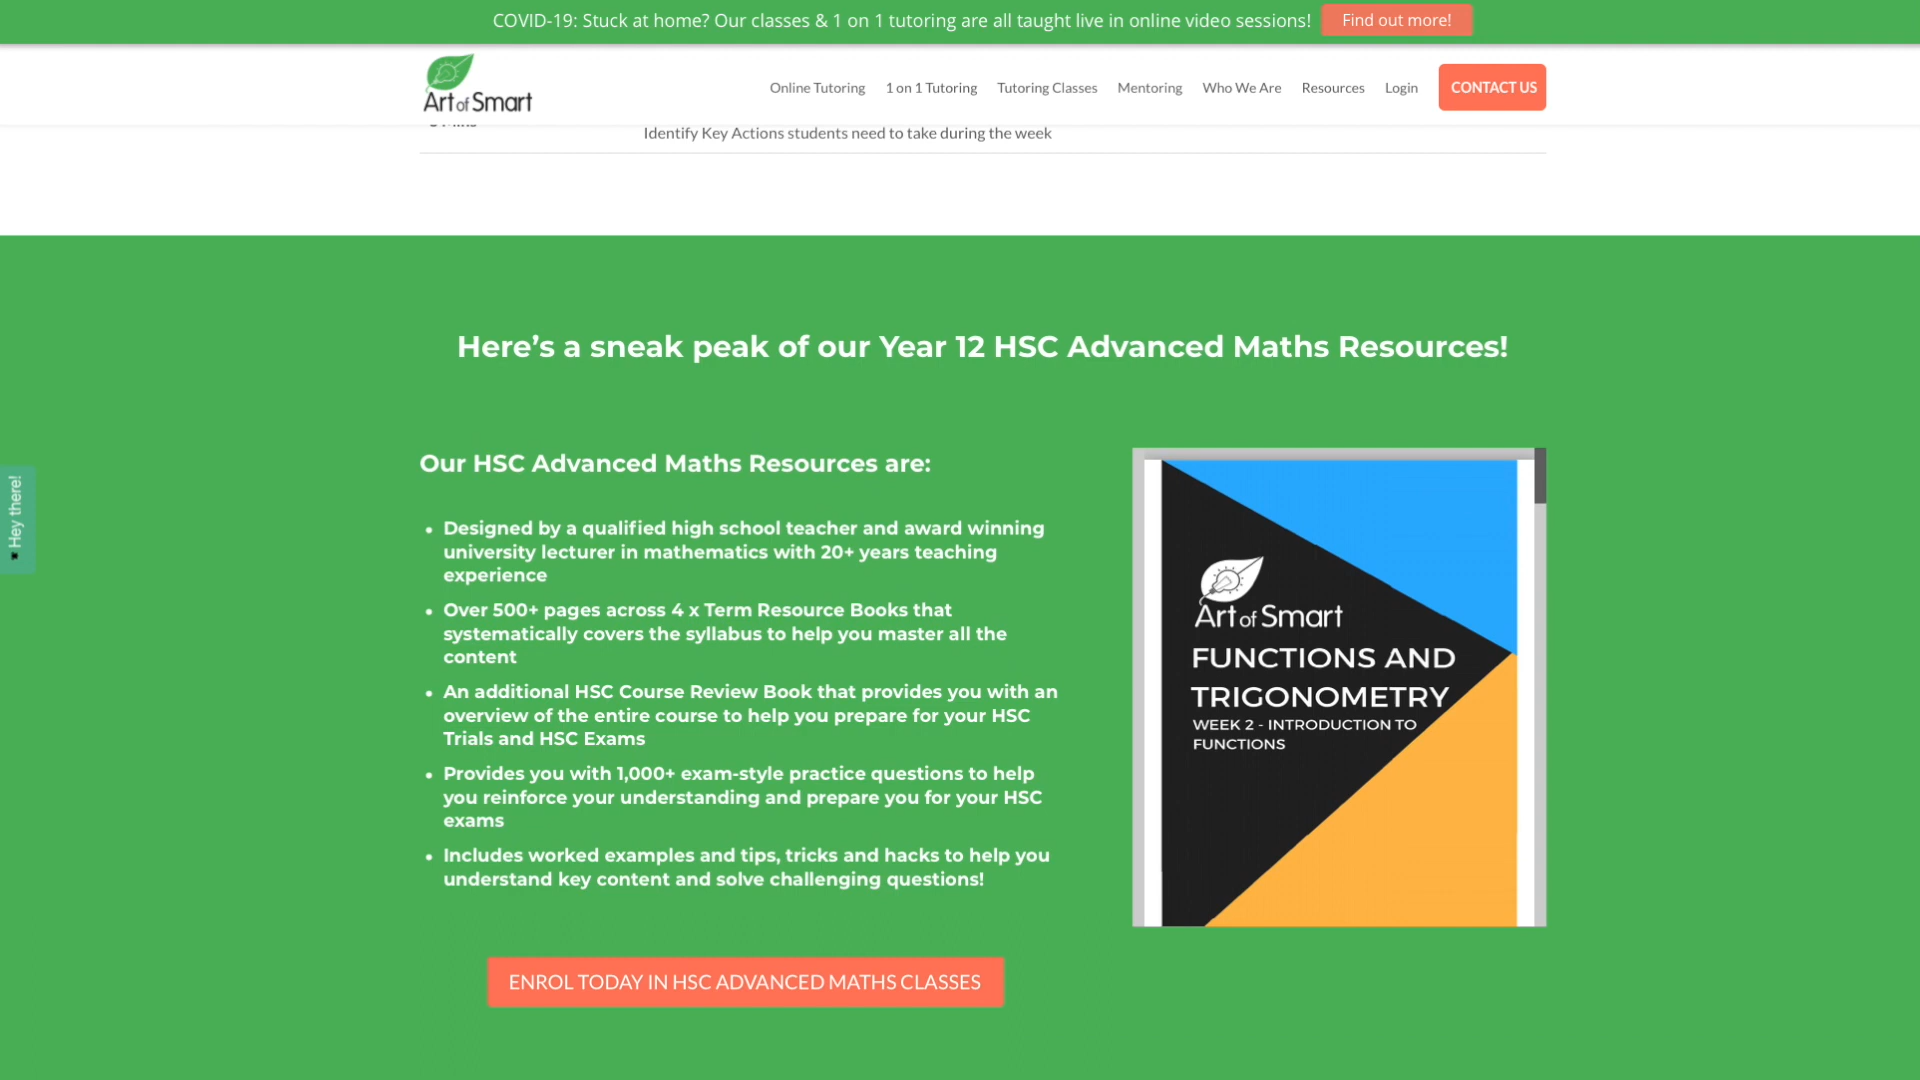 COVID-19: Stuck at home? Our classes & 1 on 1 tutoring are all taught live in online video sessions!
Find out more!
Art of Smart
Online Tutoring
1 on 1 Tutoring
Tutoring Classes
Mentoring
Who We Are
Resources
Login
CONTACT US
Identify Key Actions students need to take during the week
Here’s a sneak peak of our Year 12 HSC Advanced Maths Resources!
Hey there!
Our HSC Advanced Maths Resources are:
• Designed by a qualified high school teacher and award winning
university lecturer in mathematics with 20+ years teaching
experience
• Over 500+ pages across 4 x Term Resource Books that
systematically covers the syllabus to help you master all the
content
• An additional HSC Course Review Book that provides you with an
overview of the entire course to help you prepare for your HSC
Trials and HSC Exams
• Provides you with 1,000+ exam-style practice questions to help
you reinforce your understanding and prepare you for your HSC
exams
• Includes worked examples and tips, tricks and hacks to help you
understand key content and solve challenging questions!
ENROL TODAY IN HSC ADVANCED MATHS CLASSES
Art of Smart
FUNCTIONS AND
TRIGONOMETRY
WEEK 2 - INTRODUCTION TO
FUNCTIONS